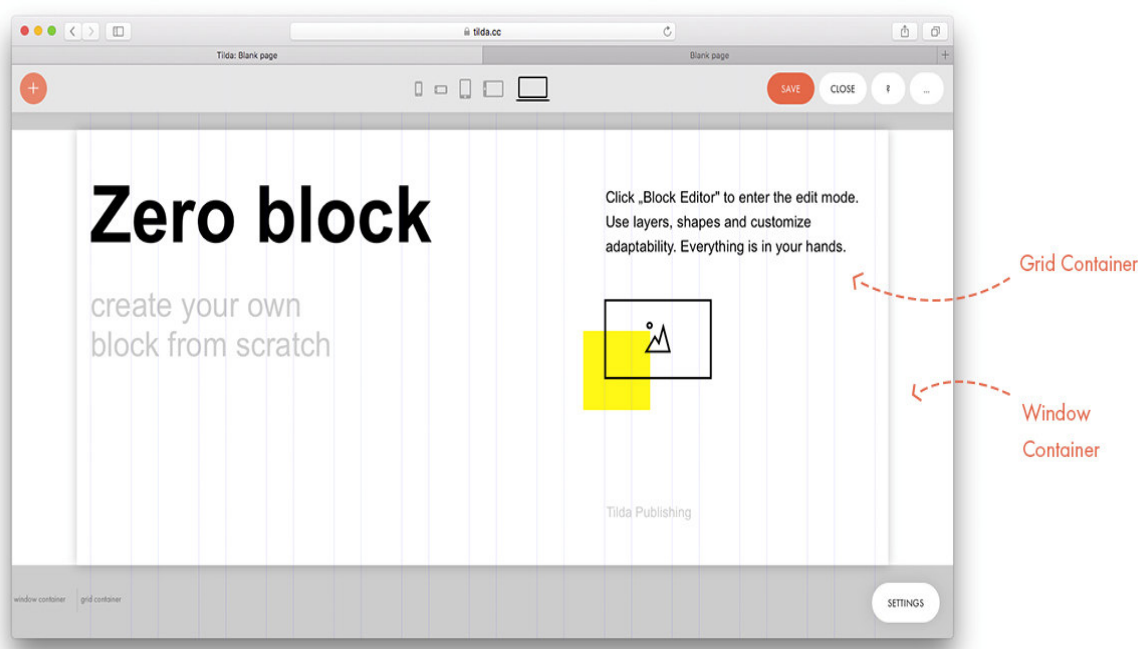 tilda.cc
Tilda: Blank page
Blank page
SAVE
CLOSE
...
Zero block
create your own
block from scratch
Click „Block Editor" to enter the edit mode.
Use layers, shapes and customize
adaptability. Everything is in your hands.
Tilda Publishing
Grid Container
Window
Container
window container
grid container
SETTINGS